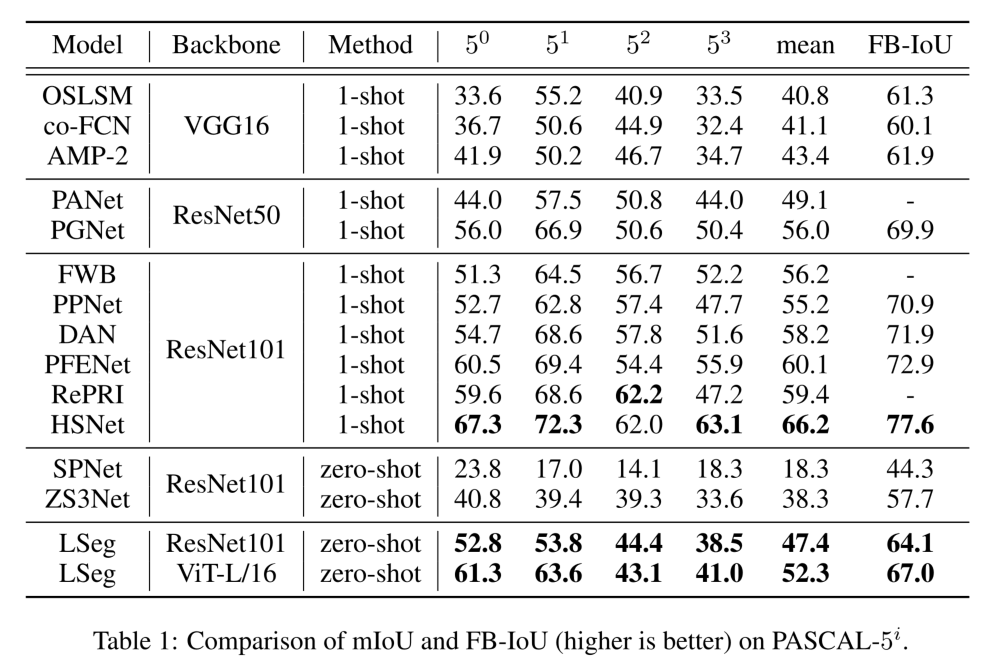 Model Backbone Method 5⁰ 5¹ 5² 5³ mean FB-IoU
OSLSM 1-shot 33.6 55.2 40.9 33.5 40.8 61.3
co-FCN VGG16 1-shot 36.7 50.6 44.9 32.4 41.1 60.1
AMP-2 1-shot 41.9 50.2 46.7 34.7 43.4 61.9
PANet ResNet50 1-shot 44.0 57.5 50.8 44.0 49.1 -
PGNet 1-shot 56.0 66.9 50.6 50.4 56.0 69.9
FWB 1-shot 51.3 64.5 56.7 52.2 56.2 -
PPNet 1-shot 52.7 62.8 57.4 47.7 55.2 70.9
DAN ResNet101 1-shot 54.7 68.6 57.8 51.6 58.2 71.9
PFENet 1-shot 60.5 69.4 54.4 55.9 60.1 72.9
RePRI 1-shot 59.6 68.6 62.2 47.2 59.4 -
HSNet 1-shot 67.3 72.3 62.0 63.1 66.2 77.6
SPNet ResNet101 zero-shot 23.8 17.0 14.1 18.3 18.3 44.3
ZS3Net zero-shot 40.8 39.4 39.3 33.6 38.3 57.7
LSeg ResNet101 zero-shot 52.8 53.8 44.4 38.5 47.4 64.1
LSeg ViT-L/16 zero-shot 61.3 63.6 43.1 41.0 52.3 67.0
Table 1: Comparison of mIoU and FB-IoU (higher is better) on PASCAL-5ⁱ.